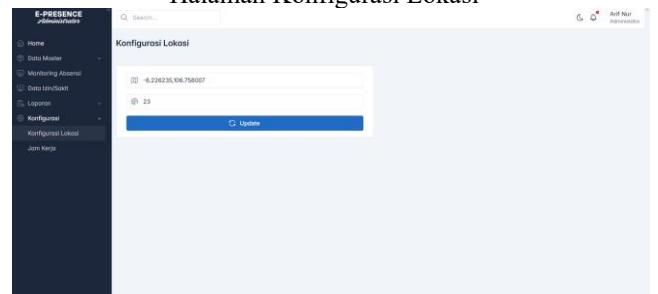 Halaman Konfigurasi Lokasi
E-PRESENCE
Administrator
Search...
Arif Nur
Administrator
Home
Data Master
Monitoring Absensi
Data Izin/Sakit
Laporan
Konfigurasi
Konfigurasi Lokasi
Jam Kerja
Konfigurasi Lokasi
-6.226235,106.758007
23
Update